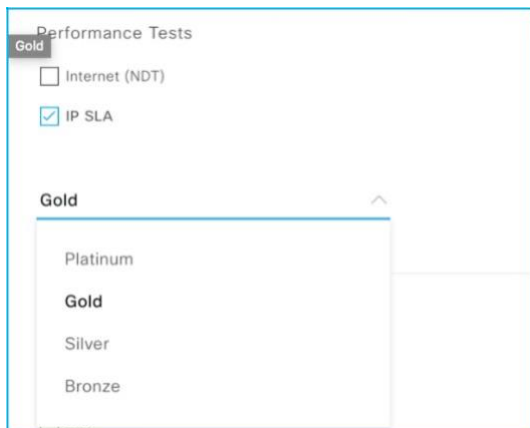 Performance Tests
Gold
Internet (NDT)
IP SLA
Gold
Platinum
Gold
Silver
Bronze